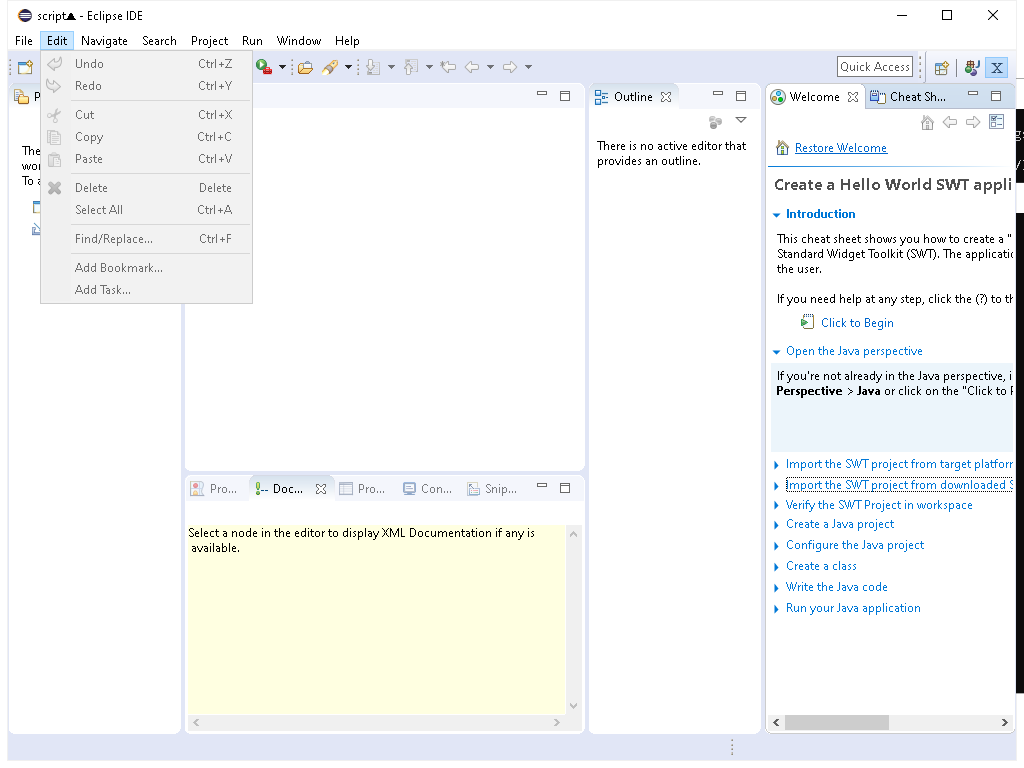 script▲ - Eclipse IDE
File Edit Navigate Search Project Run Window Help
Quick Access
Undo Ctrl+Z
Redo Ctrl+Y
Cut Ctrl+X
Copy Ctrl+C
Paste Ctrl+V
Delete Delete
Select All Ctrl+A
Find/Replace... Ctrl+F
Add Bookmark...
Add Task...
P
The
wor
To a
Outline
There is no active editor that
provides an outline.
Welcome Cheat Sh...
Restore Welcome
Create a Hello World SWT appli
Introduction
This cheat sheet shows you how to create a "
Standard Widget Toolkit (SWT). The applicatic
the user.
If you need help at any step, click the (?) to th
Click to Begin
Open the Java perspective
If you're not already in the Java perspective, i
Perspective > Java or click on the "Click to P
Import the SWT project from target platforn
Import the SWT project from downloaded S
Verify the SWT Project in workspace
Create a Java project
Configure the Java project
Create a class
Write the Java code
Run your Java application
Pro... Doc... Pro... Con... Snip...
Select a node in the editor to display XML Documentation if any is
available.